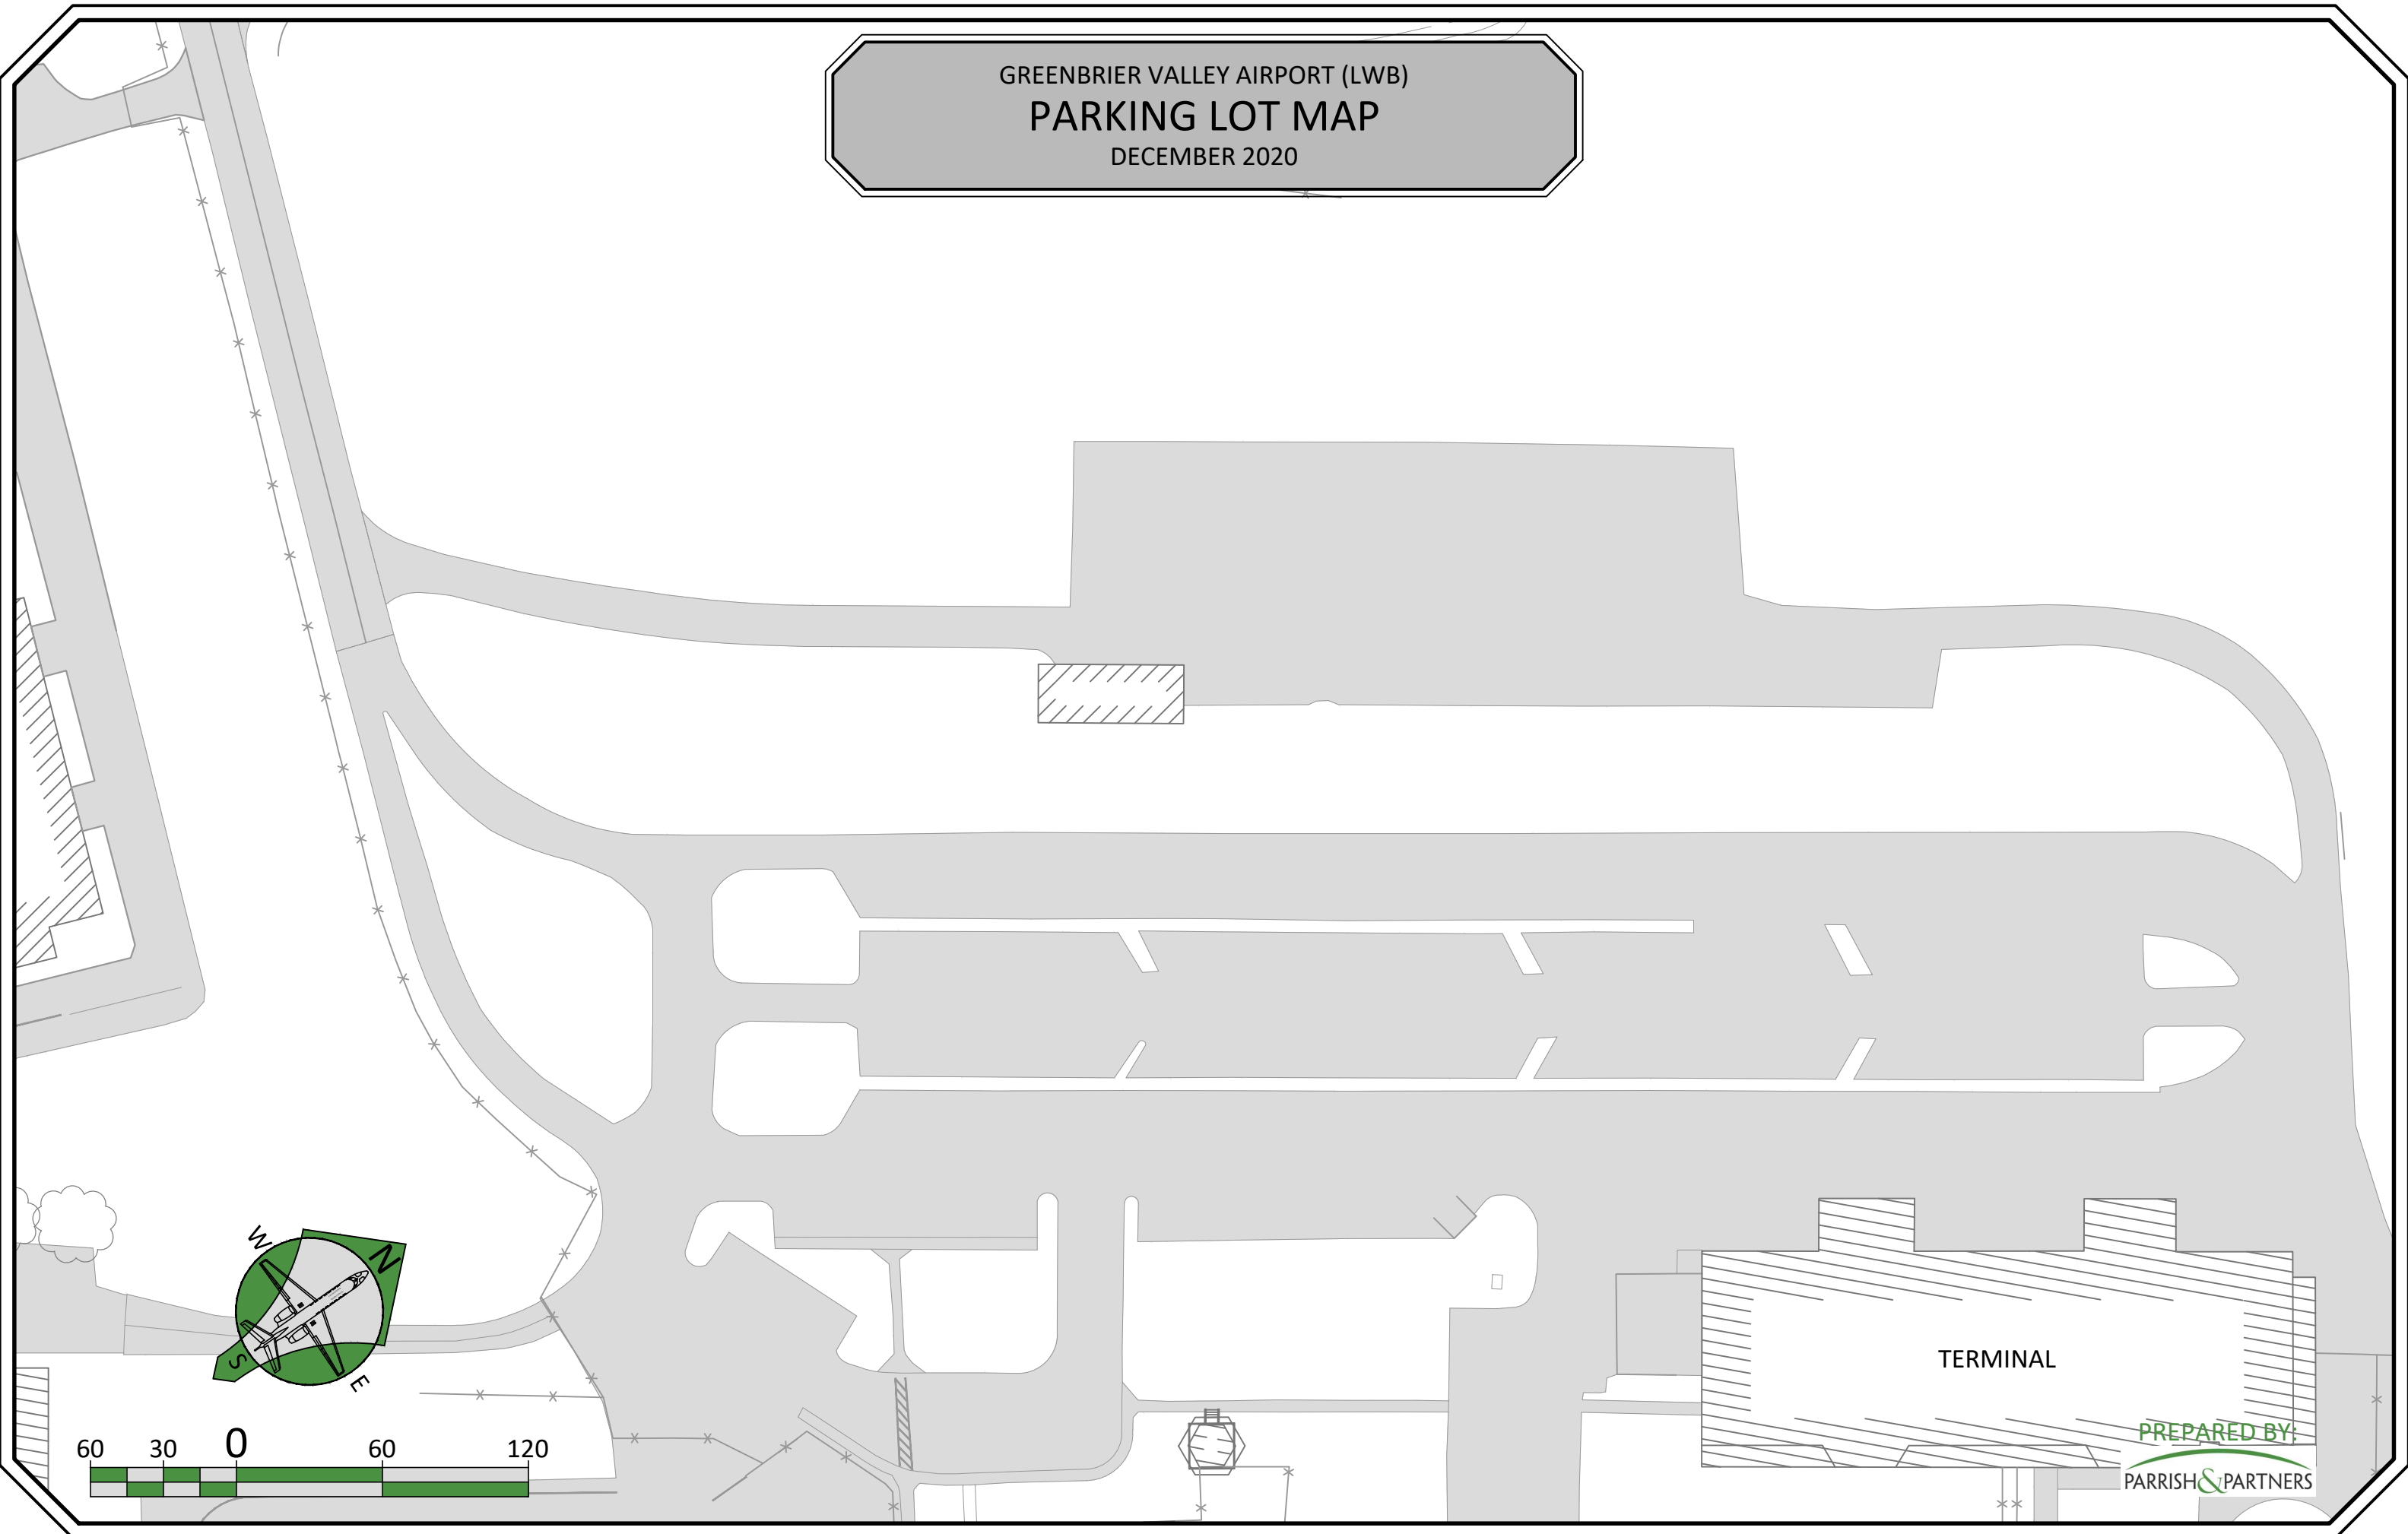 GREENBRIER VALLEY AIRPORT (LWB)
PARKING LOT MAP
DECEMBER 2020
W
N
S
E
TERMINAL
60 30 0 60 120
PREPARED BY:
PARRISH&PARTNERS